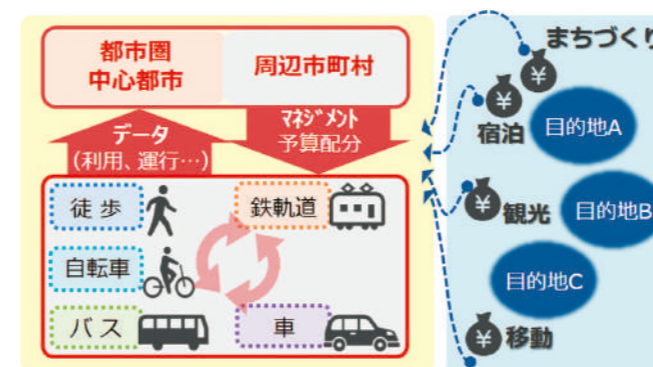 都市圏
中心都市
周辺市町村
データ
(利用、運行…)
マネジメント
予算配分
徒歩
鉄軌道
自転車
バス
車
まちづくり
¥
¥
宿泊
目的地A
¥
観光
目的地B
目的地C
¥
移動